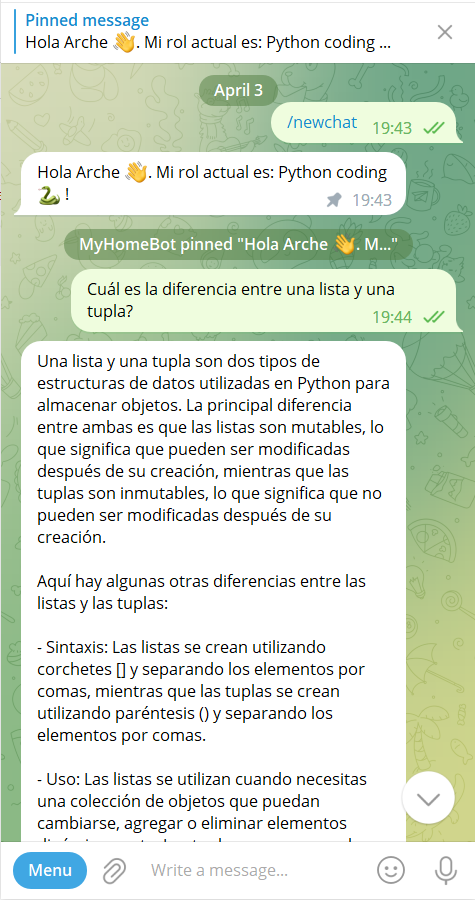 Pinned message
Hola Arche 👋. Mi rol actual es: Python coding ...
April 3
/newchat 19:43
Hola Arche 👋. Mi rol actual es: Python coding
🐍 !
19:43
MyHomeBot pinned "Hola Arche 👋. M..."
Cuál es la diferencia entre una lista y una
tupla?
19:44
Una lista y una tupla son dos tipos de
estructuras de datos utilizadas en Python para
almacenar objetos. La principal diferencia
entre ambas es que las listas son mutables, lo
que significa que pueden ser modificadas
después de su creación, mientras que las
tuplas son inmutables, lo que significa que no
pueden ser modificadas después de su
creación.
Aquí hay algunas otras diferencias entre las
listas y las tuplas:
- Sintaxis: Las listas se crean utilizando
corchetes [] y separando los elementos por
comas, mientras que las tuplas se crean
utilizando paréntesis () y separando los
elementos por comas.
- Uso: Las listas se utilizan cuando necesitas
una colección de objetos que puedan
cambiarse, agregar o eliminar elementos
Menu
Write a message...